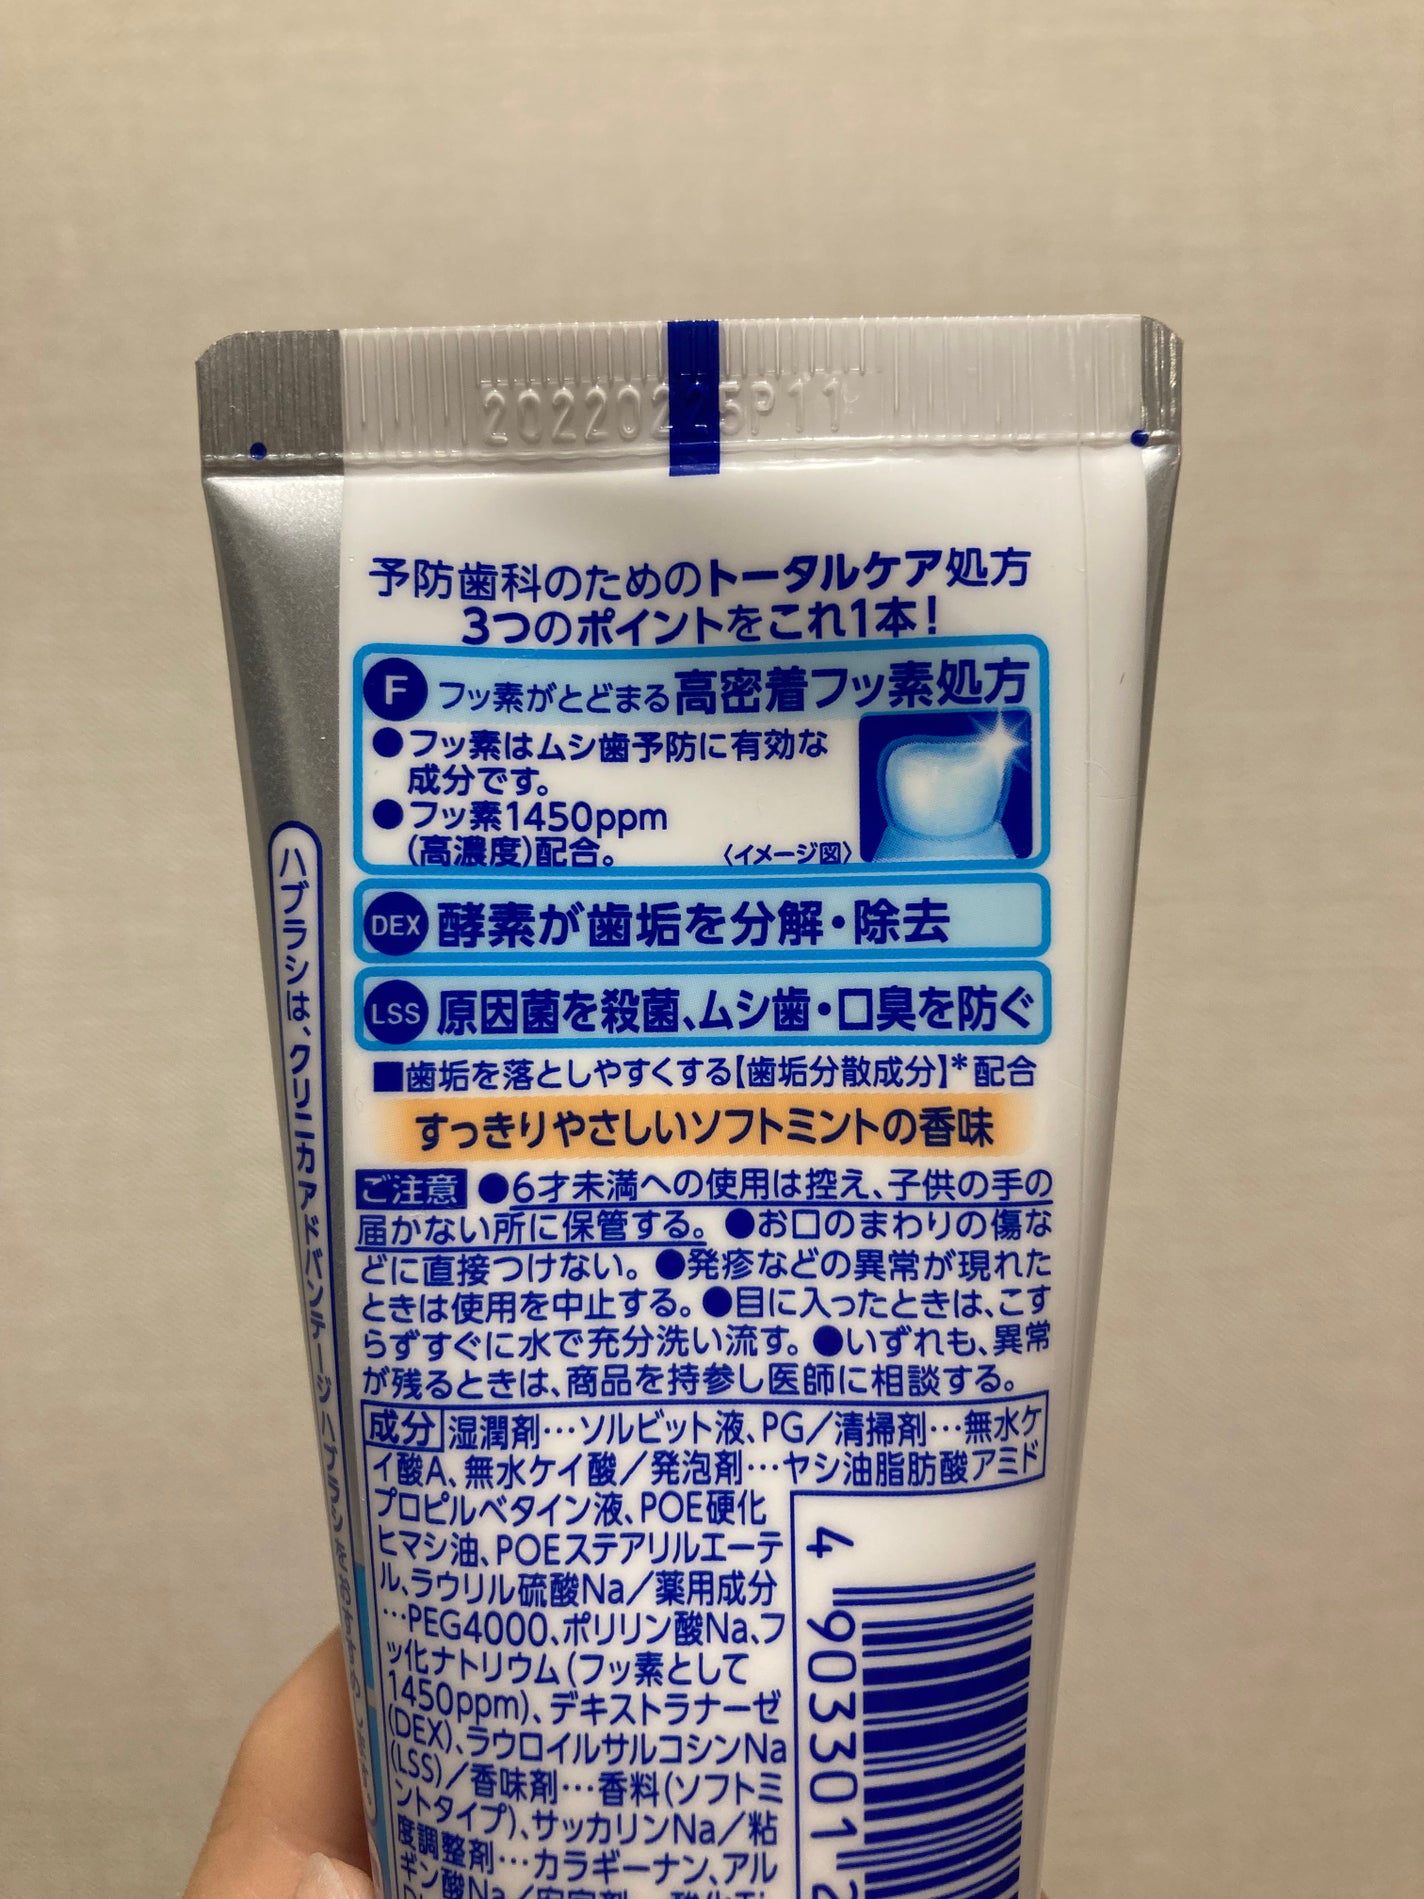 20220225P11
予防歯科のためのトータルケア処方
3つのポイントをこれ1本!
F フッ素がとどまる高密着フッ素処方
●フッ素はムシ歯予防に有効な
成分です。
●フッ素1450ppm
(高濃度)配合。
〈イメージ図〉
DEX 酵素が歯垢を分解・除去
LSS 原因菌を殺菌、ムシ歯・口臭を防ぐ
■歯垢を落としやすくする【歯垢分散成分】*配合
すっきりやさしいソフトミントの香味
ご注意 ●6才未満への使用は控え、子供の手の
届かない所に保管する。 ●お口のまわりの傷な
どに直接つけない。 ●発疹などの異常が現れた
ときは使用を中止する。●目に入ったときは、こす
らずすぐに水で充分洗い流す。●いずれも、異常
が残るときは、商品を持参し医師に相談する。
成分 湿潤剤…ソルビット液、PG/清掃剤…無水ケ
イ酸A、無水ケイ酸/発泡剤…ヤシ油脂肪酸アミド
プロピルベタイン液、POE硬化
ヒマシ油、POEステアリルエーテ
ル、ラウリル硫酸Na/薬用成分
…PEG4000、ポリリン酸Na、フ
ッ化ナトリウム(フッ素として
1450ppm)、デキストラナーゼ
(DEX)、ラウロイルサルコシンNa
(LSS)/香味剤…香料(ソフトミ
ントタイプ)、サッカリンNa/粘
度調整剤…カラギーナン、アル
ギン酸Na/安定剤…酸化Ti
4 903301 2
ハブラシは、クリニカアドバンテージ ハブラシをおすすめします。